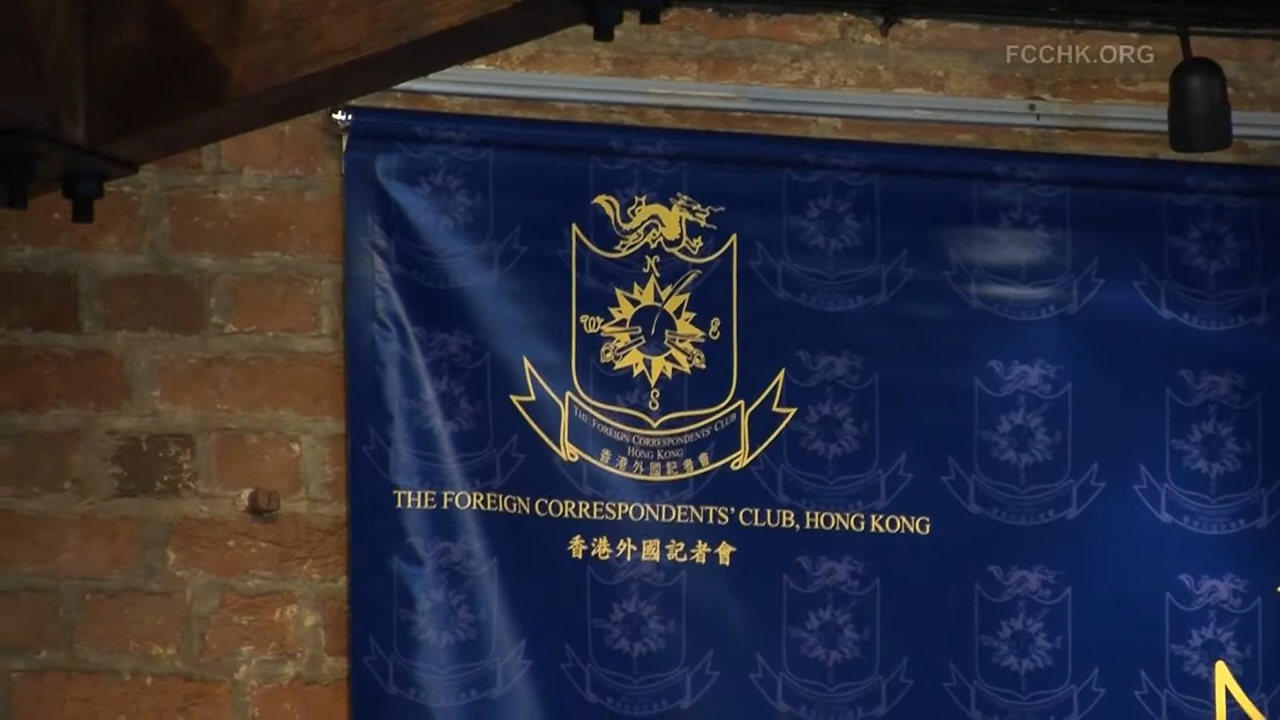 FCCHK.ORG
N
W
E
S
THE FOREIGN CORRESPONDENTS' CLUB
HONG KONG
香港外國記者會
THE FOREIGN CORRESPONDENTS' CLUB, HONG KONG
香港外國記者會